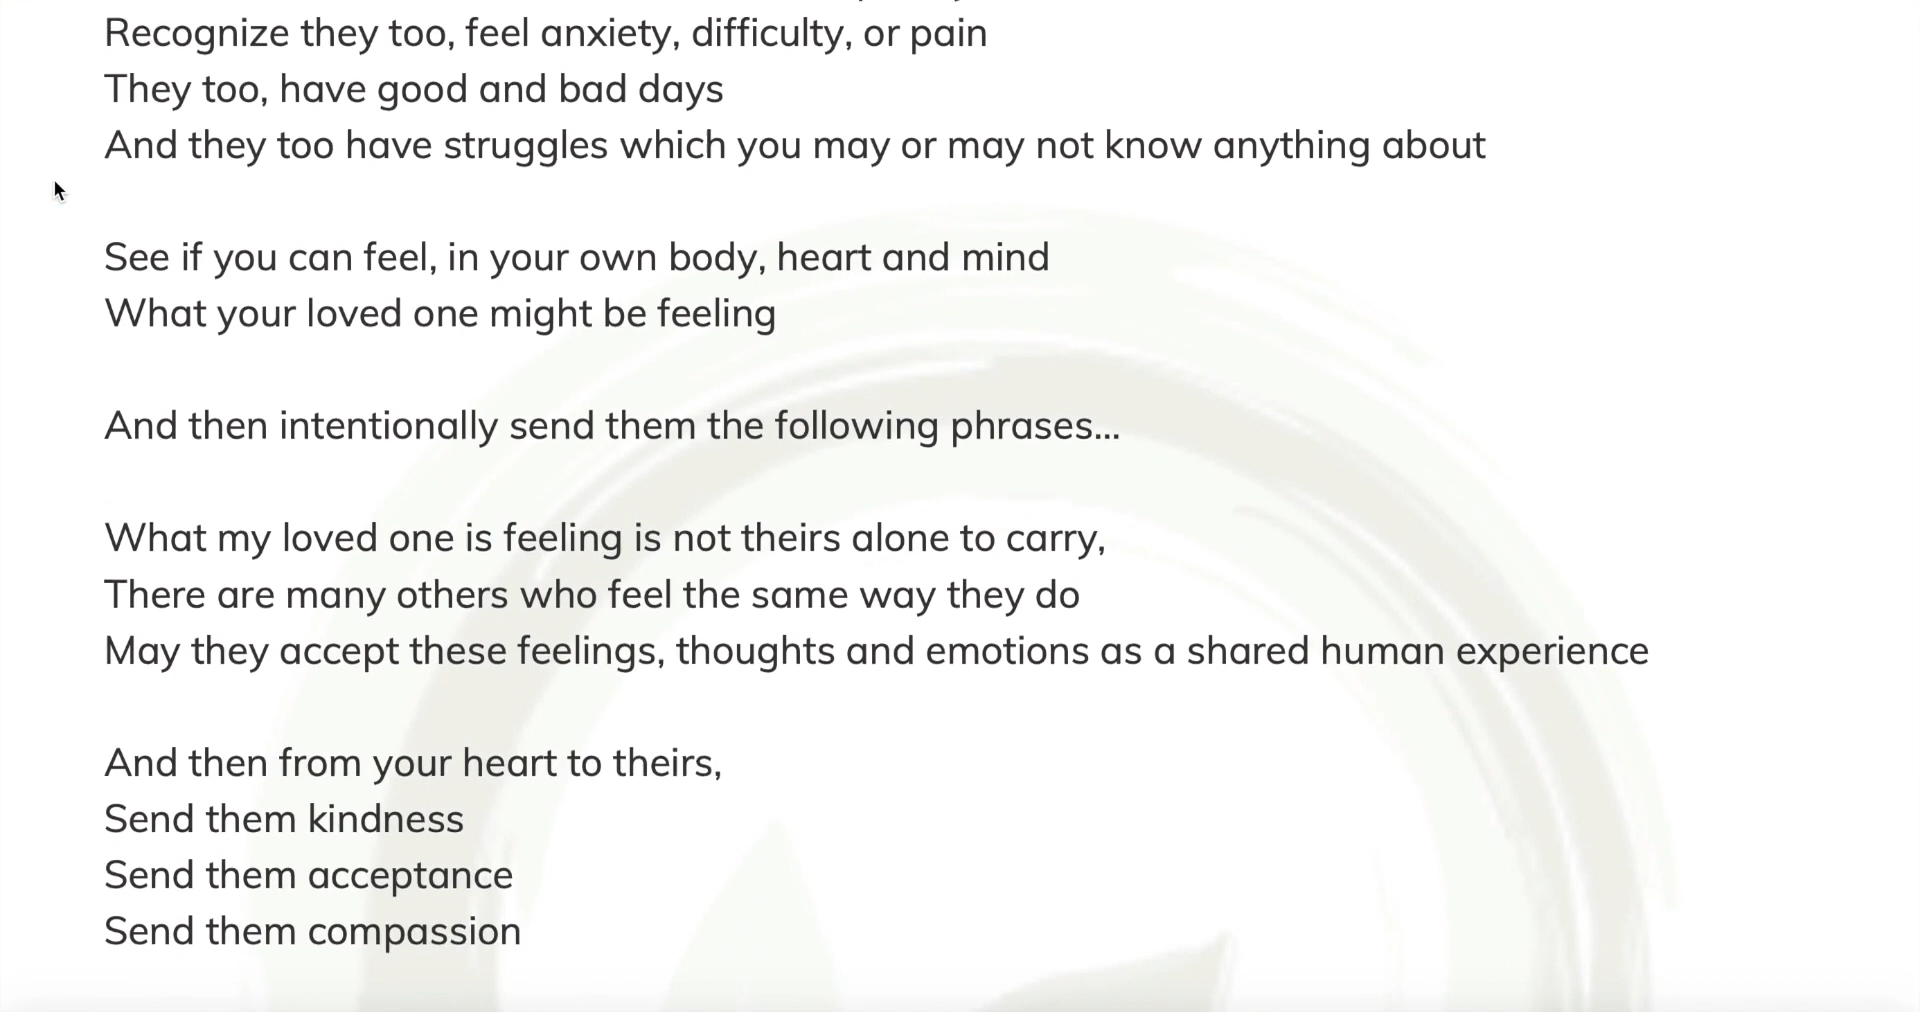 Recognize they too, feel anxiety, difficulty, or pain
They too, have good and bad days
And they too have struggles which you may or may not know anything about
See if you can feel, in your own body, heart and mind
What your loved one might be feeling
And then intentionally send them the following phrases...
What my loved one is feeling is not theirs alone to carry,
There are many others who feel the same way they do
May they accept these feelings, thoughts and emotions as a shared human experience
And then from your heart to theirs,
Send them kindness
Send them acceptance
Send them compassion